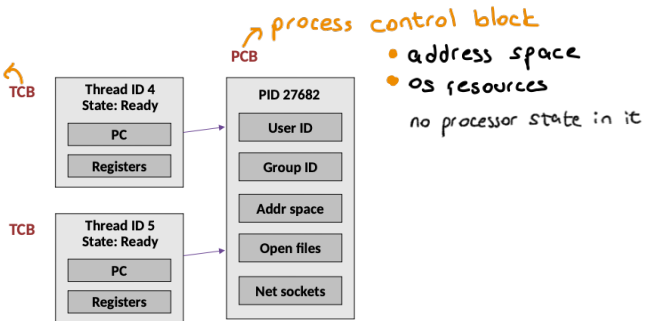 process control block
PCB
• address space
• os resources
no processor state in it
TCB
Thread ID 4
State: Ready
PC
Registers
TCB
Thread ID 5
State: Ready
PC
Registers
PID 27682
User ID
Group ID
Addr space
Open files
Net sockets